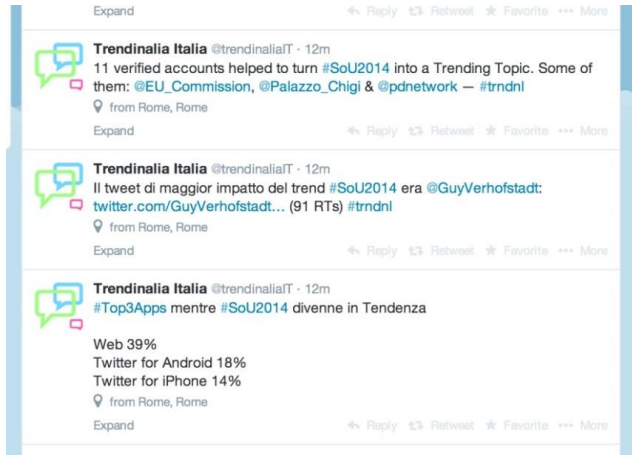 Expand Reply Retweet Favorite More
Trendinalia Italia @trendinaliaIT · 12m
11 verified accounts helped to turn #SoU2014 into a Trending Topic. Some of
them: @EU_Commission, @Palazzo_Chigi & @pdnetwork — #trndnl
from Rome, Rome
Expand Reply Retweet Favorite More
Trendinalia Italia @trendinaliaIT · 12m
Il tweet di maggior impatto del trend #SoU2014 era @GuyVerhofstadt:
twitter.com/GuyVerhofstadt... (91 RTs) #trndnl
from Rome, Rome
Expand Reply Retweet Favorite More
Trendinalia Italia @trendinaliaIT · 12m
#Top3Apps mentre #SoU2014 divenne in Tendenza
Web 39%
Twitter for Android 18%
Twitter for iPhone 14%
from Rome, Rome
Expand Reply Retweet Favorite More